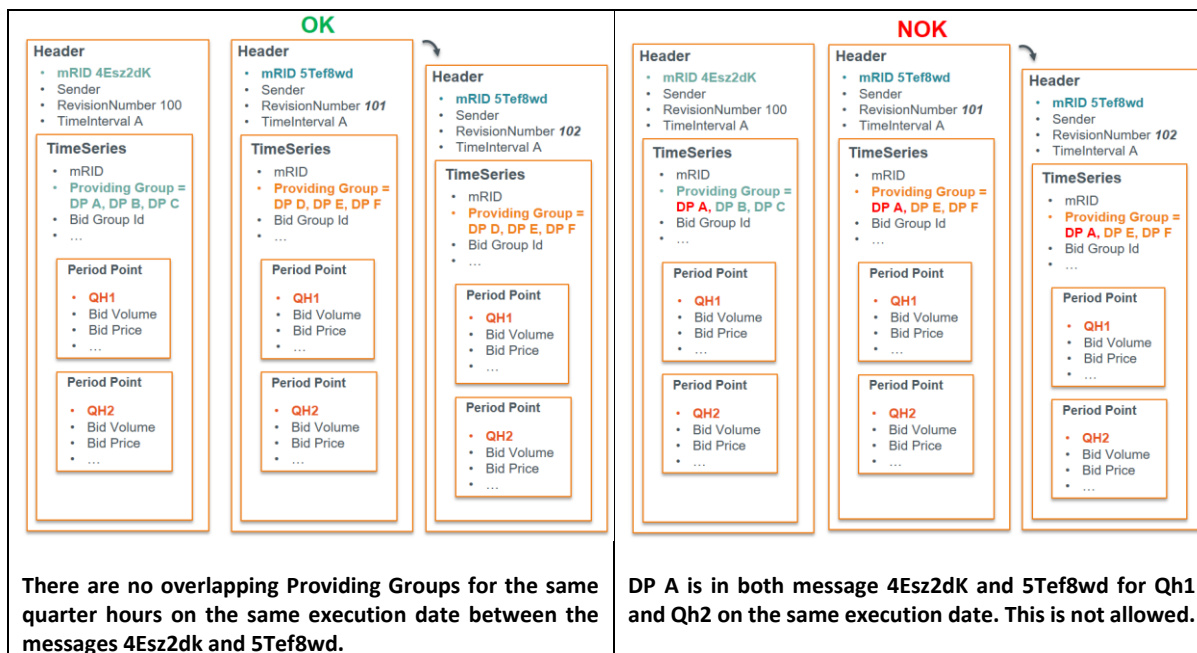 OK
Header
• mRID 4Esz2dK
• Sender
• RevisionNumber 100
• TimeInterval A
TimeSeries
• mRID
• Providing Group =
DP A, DP B, DP C
• Bid Group Id
• ...
Period Point
• QH1
• Bid Volume
• Bid Price
• ...
Period Point
• QH2
• Bid Volume
• Bid Price
• ...
Header
• mRID 5Tef8wd
• Sender
• RevisionNumber 101
• TimeInterval A
TimeSeries
• mRID
• Providing Group =
DP D, DP E, DP F
• Bid Group Id
• ...
Period Point
• QH1
• Bid Volume
• Bid Price
• ...
Period Point
• QH2
• Bid Volume
• Bid Price
• ...
Header
• mRID 5Tef8wd
• Sender
• RevisionNumber 102
• TimeInterval A
TimeSeries
• mRID
• Providing Group =
DP D, DP E, DP F
• Bid Group Id
• ...
Period Point
• QH1
• Bid Volume
• Bid Price
• ...
Period Point
• QH2
• Bid Volume
• Bid Price
• ...
There are no overlapping Providing Groups for the same
quarter hours on the same execution date between the
messages 4Esz2dk and 5Tef8wd.
NOK
Header
• mRID 4Esz2dK
• Sender
• RevisionNumber 100
• TimeInterval A
TimeSeries
• mRID
• Providing Group =
DP A, DP B, DP C
• Bid Group Id
• ...
Period Point
• QH1
• Bid Volume
• Bid Price
• ...
Period Point
• QH2
• Bid Volume
• Bid Price
• ...
Header
• mRID 5Tef8wd
• Sender
• RevisionNumber 101
• TimeInterval A
TimeSeries
• mRID
• Providing Group =
DP A, DP E, DP F
• Bid Group Id
• ...
Period Point
• QH1
• Bid Volume
• Bid Price
• ...
Period Point
• QH2
• Bid Volume
• Bid Price
• ...
Header
• mRID 5Tef8wd
• Sender
• RevisionNumber 102
• TimeInterval A
TimeSeries
• mRID
• Providing Group =
DP A, DP E, DP F
• Bid Group Id
• ...
Period Point
• QH1
• Bid Volume
• Bid Price
• ...
Period Point
• QH2
• Bid Volume
• Bid Price
• ...
DP A is in both message 4Esz2dK and 5Tef8wd for Qh1
and Qh2 on the same execution date. This is not allowed.